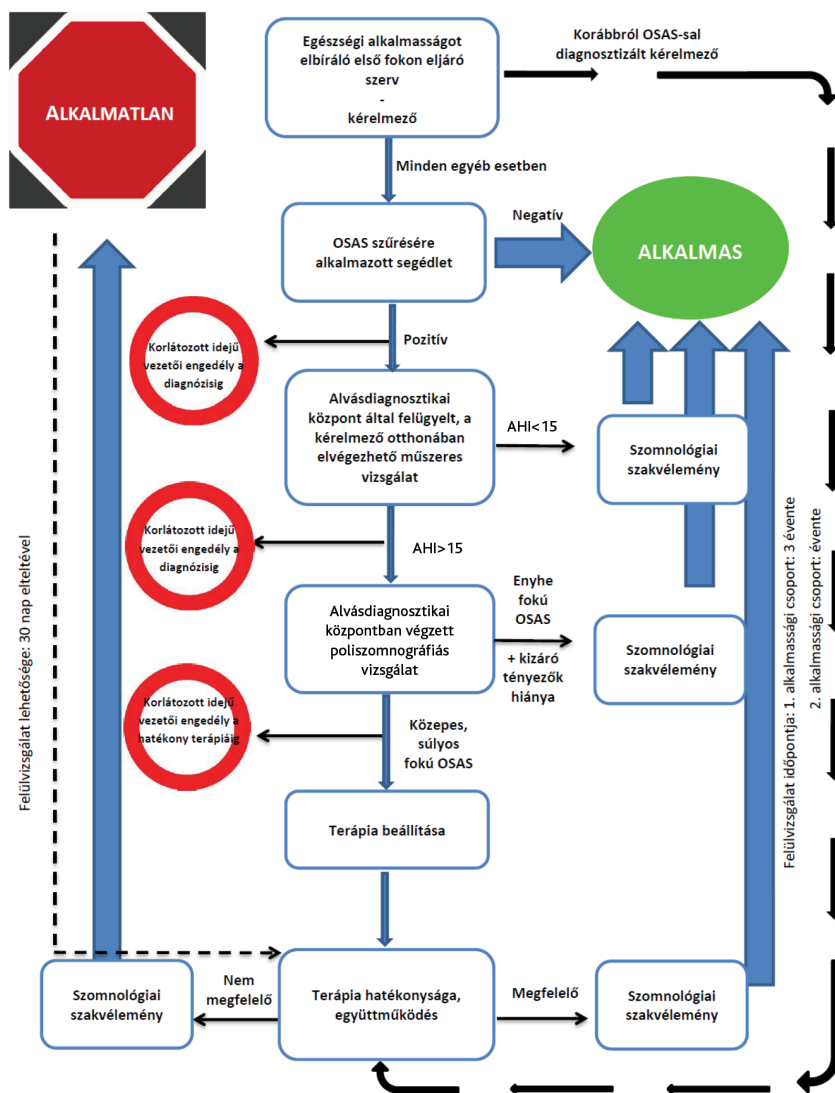 ALKALMATLAN
Egészségi alkalmasságot
elbíráló első fokon eljáró
szerv
-
kérelmező
Korábbról OSAS-sal
diagnosztizált kérelmező
Minden egyéb esetben
OSAS szűrésére
alkalmazott segédlet
Negatív
ALKALMAS
Pozitív
Korlátozott idejű
vezetői engedély a
diagnózisig
Alvásdiagnosztikai
központ által felügyelt, a
kérelmező otthonában
elvégezhető műszeres
vizsgálat
AHI<15
Szomnológiai
szakvélemény
Korlátozott idejű
vezetői engedély a
diagnózisig
AHI>15
Alvásdiagnosztikai
központban végzett
poliszomnográfiás
vizsgálat
Enyhe
fokú
OSAS
+ kizáró
tényezők
hiánya
Szomnológiai
szakvélemény
Korlátozott idejű
vezetői engedély a
hatékony terápiáig
Közepes,
súlyos
fokú OSAS
Terápia beállítása
Felülvizsgálat lehetősége: 30 nap elteltével
Felülvizsgálat időpontja: 1. alkalmassági csoport: 3 évente
2. alkalmassági csoport: évente
Szomnológiai
szakvélemény
Nem
megfelelő
Terápia hatékonysága,
együttműködés
Megfelelő
Szomnológiai
szakvélemény